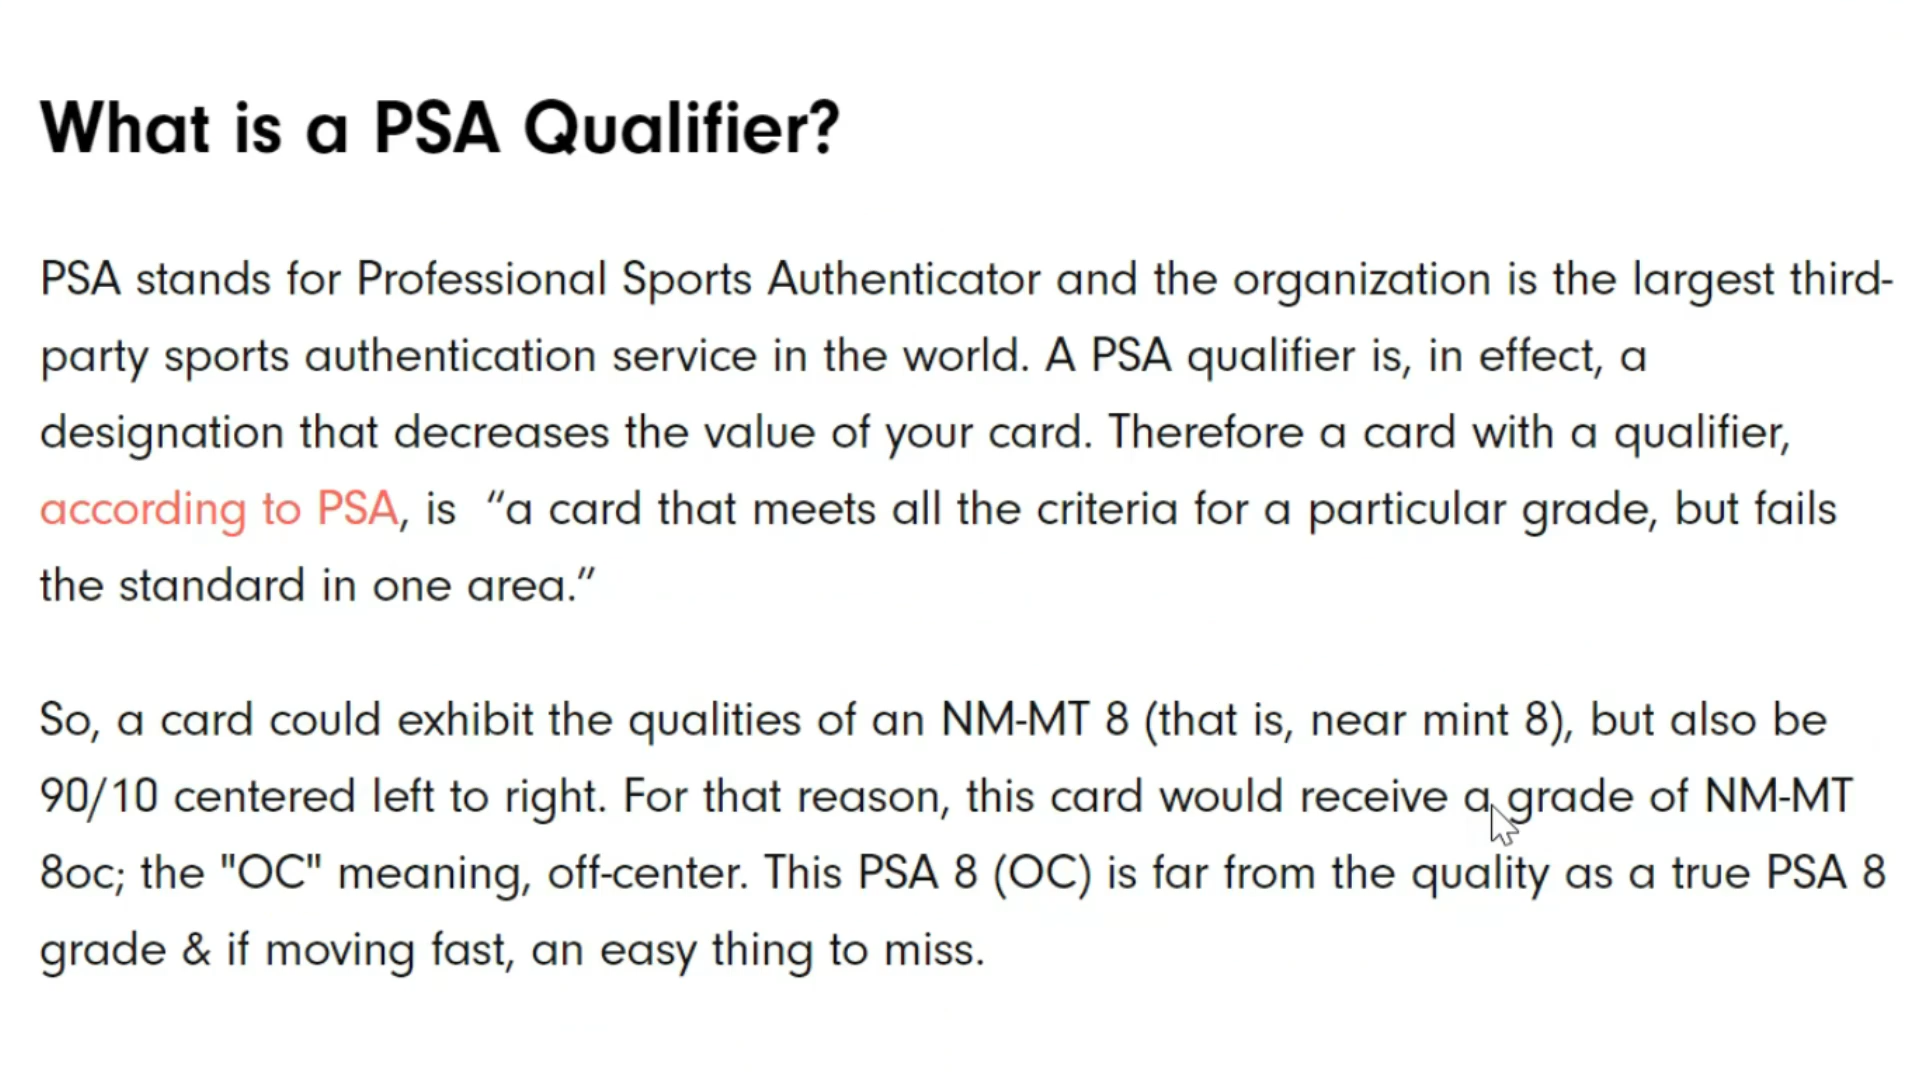 What is a PSA Qualifier?
PSA stands for Professional Sports Authenticator and the organization is the largest third-
party sports authentication service in the world. A PSA qualifier is, in effect, a
designation that decreases the value of your card. Therefore a card with a qualifier,
according to PSA, is  “a card that meets all the criteria for a particular grade, but fails
the standard in one area.”
So, a card could exhibit the qualities of an NM-MT 8 (that is, near mint 8), but also be
90/10 centered left to right. For that reason, this card would receive a grade of NM-MT
8oc; the "OC" meaning, off-center. This PSA 8 (OC) is far from the quality as a true PSA 8
grade & if moving fast, an easy thing to miss.